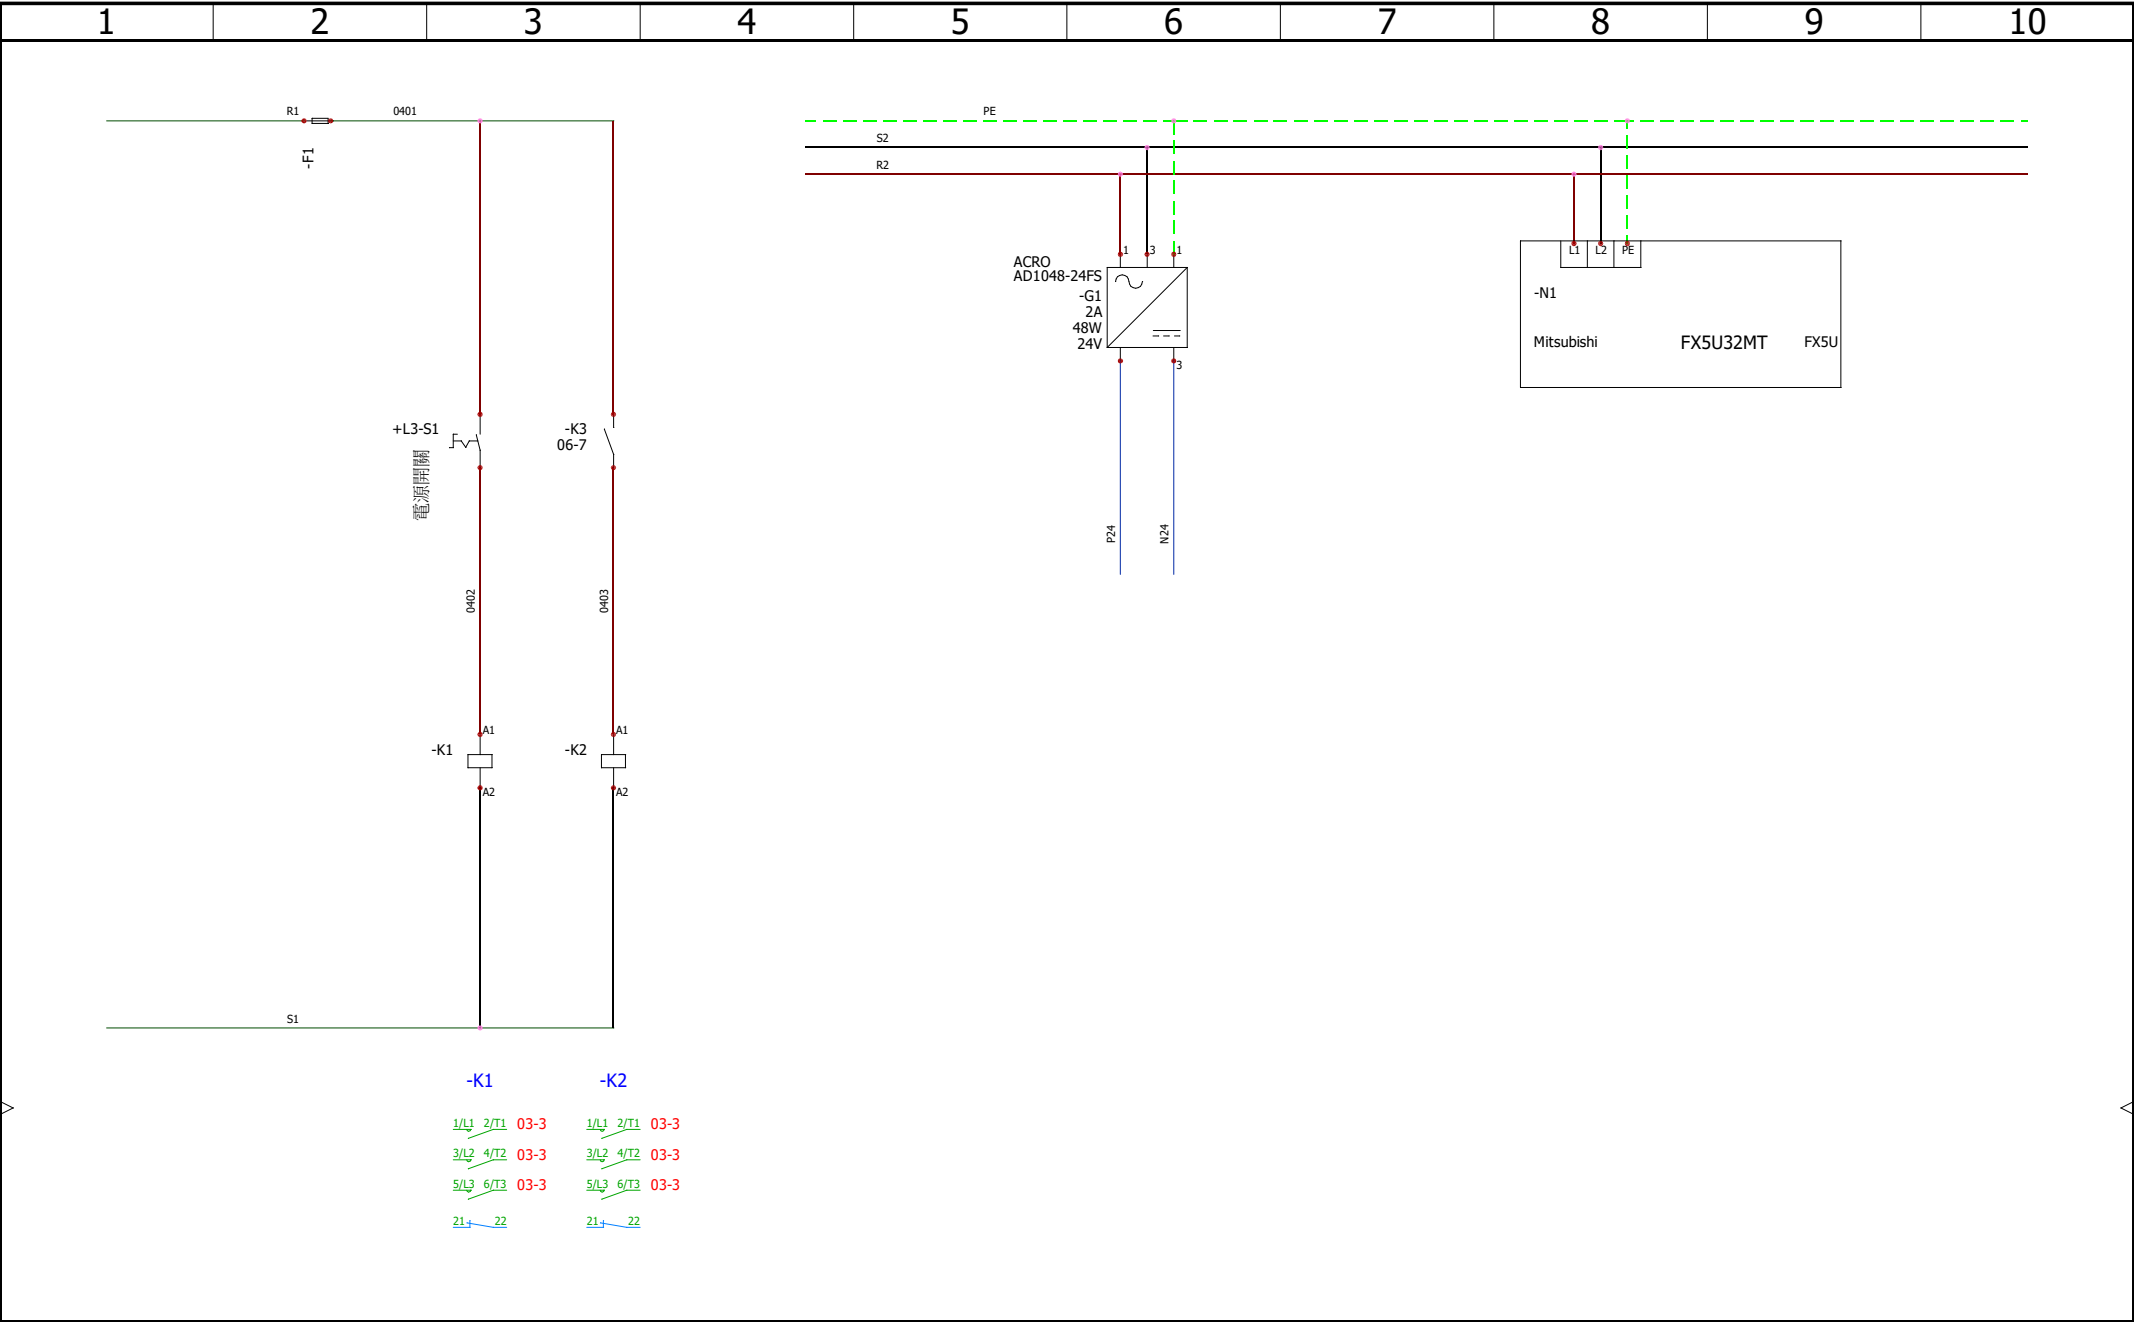 1 2 3 4 5 6 7 8 9 10
R1 0401
-F1
PE
S2
R2
1 3 1
ACRO
AD1048-24FS
-G1
2A
48W
24V
3
P24 N24
L1 L2 PE
-N1
Mitsubishi FX5U32MT FX5U
+L3-S1
電源開關
-K3
06-7
0402 0403
A1 A1
-K1 -K2
A2 A2
S1
-K1 -K2
1/L1 2/T1 03-3 1/L1 2/T1 03-3
3/L2 4/T2 03-3 3/L2 4/T2 03-3
5/L3 6/T3 03-3 5/L3 6/T3 03-3
21 22 21 22